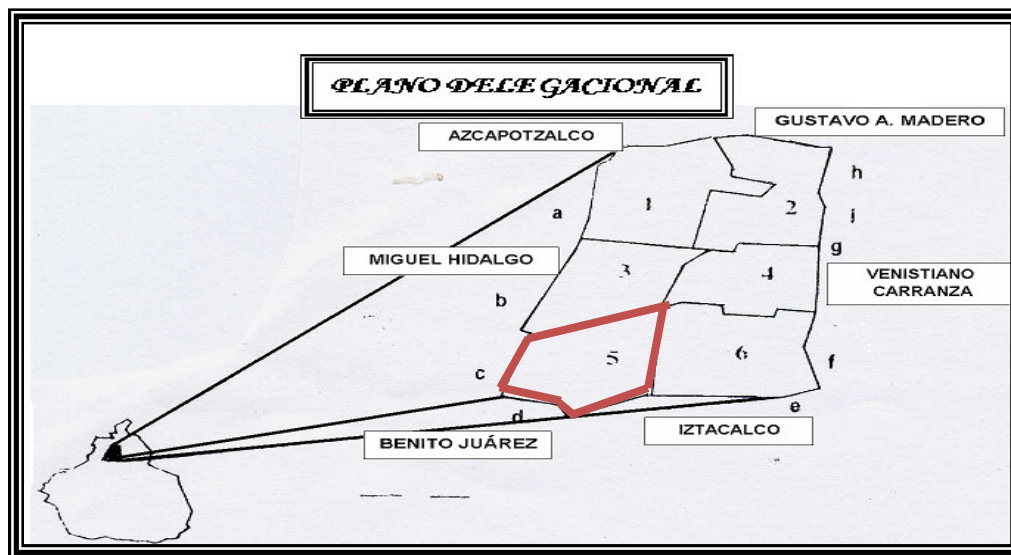 PLANO DELEGACIONAL
AZCAPOTZALCO
GUSTAVO A. MADERO
h
a
1
2
i
g
MIGUEL HIDALGO
3
4
VENISTIANO
CARRANZA
b
5
6
c
f
d
e
BENITO JUÁREZ
IZTACALCO